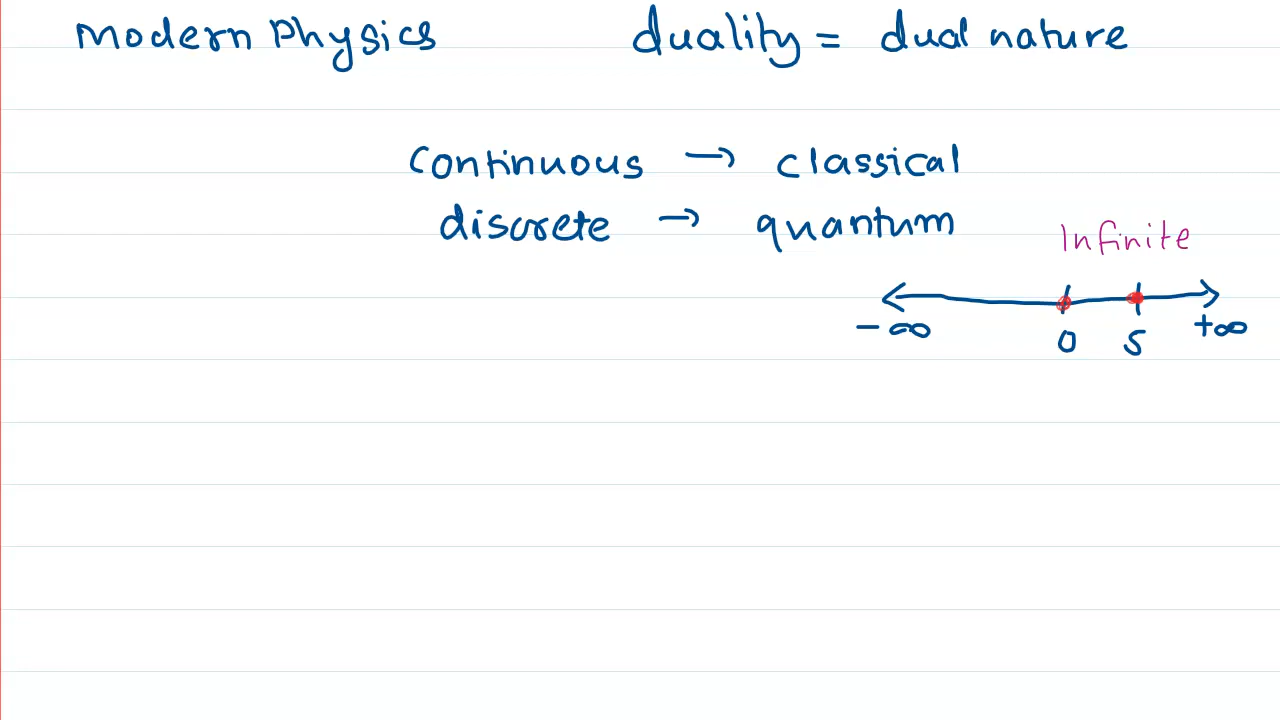 Modern Physics duality = dual nature
Continuous → classical
discrete → quantum
Infinite
- ∞ 0 5 +∞